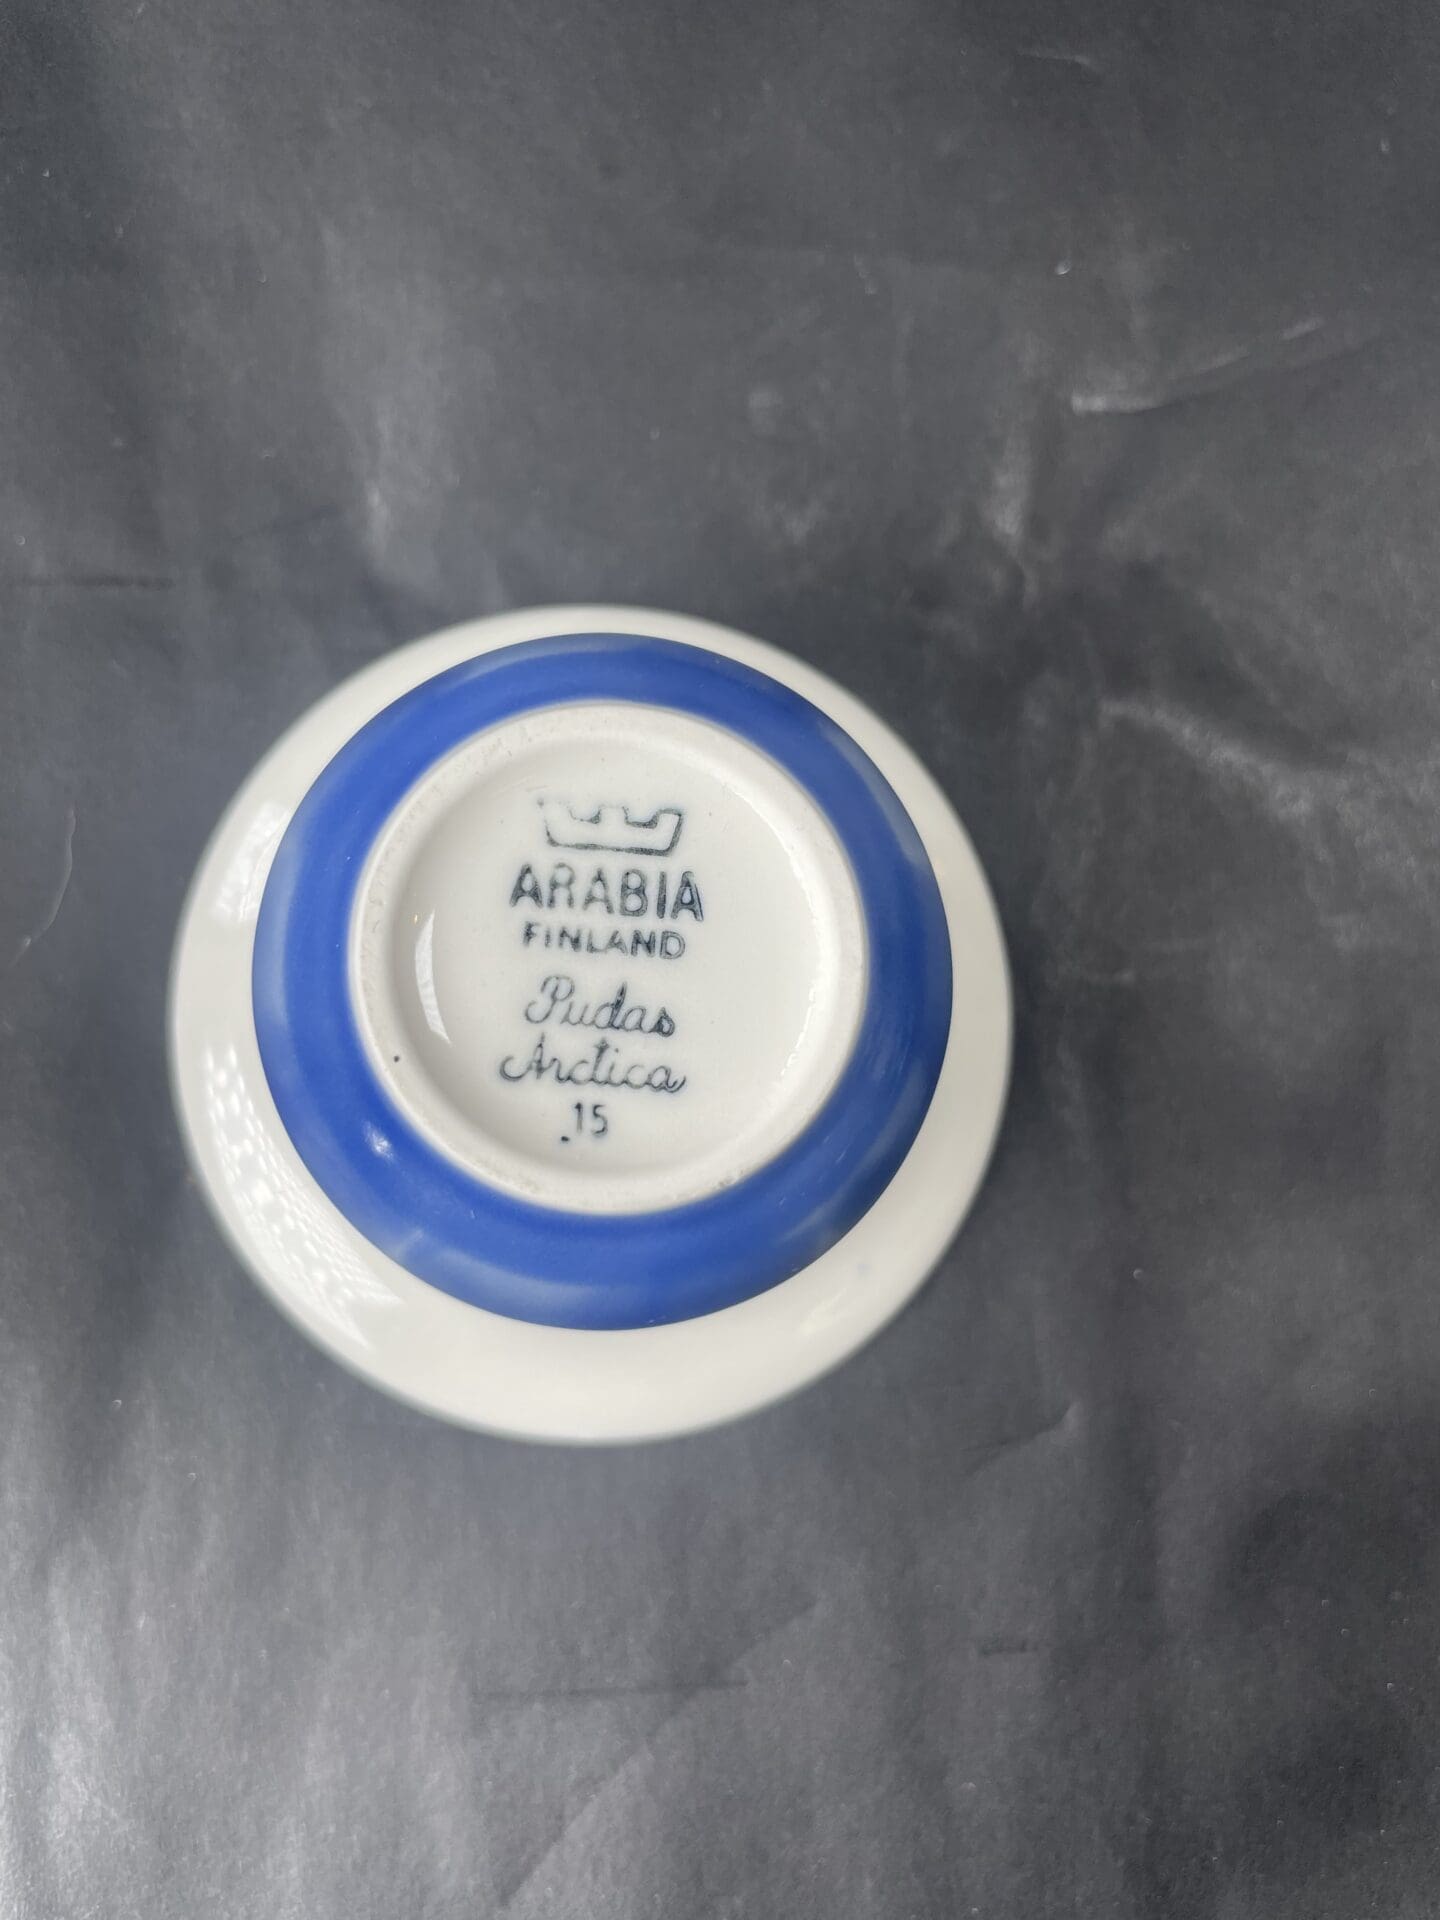 ARABIA
FINLAND
Pudas
Arctica
15